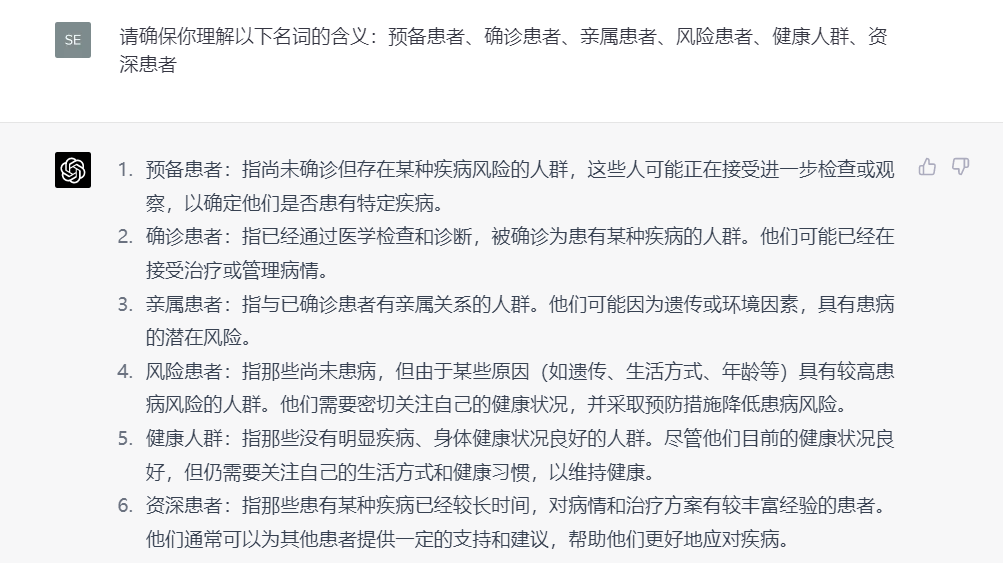 SE
请确保你理解以下名词的含义：预备患者、确诊患者、亲属患者、风险患者、健康人群、资
深患者
1. 预备患者：指尚未确诊但存在某种疾病风险的人群，这些人可能正在接受进一步检查或观
察，以确定他们是否患有特定疾病。
2. 确诊患者：指已经通过医学检查和诊断，被确诊为患有某种疾病的人群。他们可能已经在
接受治疗或管理病情。
3. 亲属患者：指与已确诊患者有亲属关系的人群。他们可能因为遗传或环境因素，具有患病
的潜在风险。
4. 风险患者：指那些尚未患病，但由于某些原因（如遗传、生活方式、年龄等）具有较高患
病风险的人群。他们需要密切关注自己的健康状况，并采取预防措施降低患病风险。
5. 健康人群：指那些没有明显疾病、身体健康状况良好的人群。尽管他们目前的健康状况良
好，但仍需要关注自己的生活方式和健康习惯，以维持健康。
6. 资深患者：指那些患有某种疾病已经较长时间，对病情和治疗方案有较丰富经验的患者。
他们通常可以为其他患者提供一定的支持和建议，帮助他们更好地应对疾病。